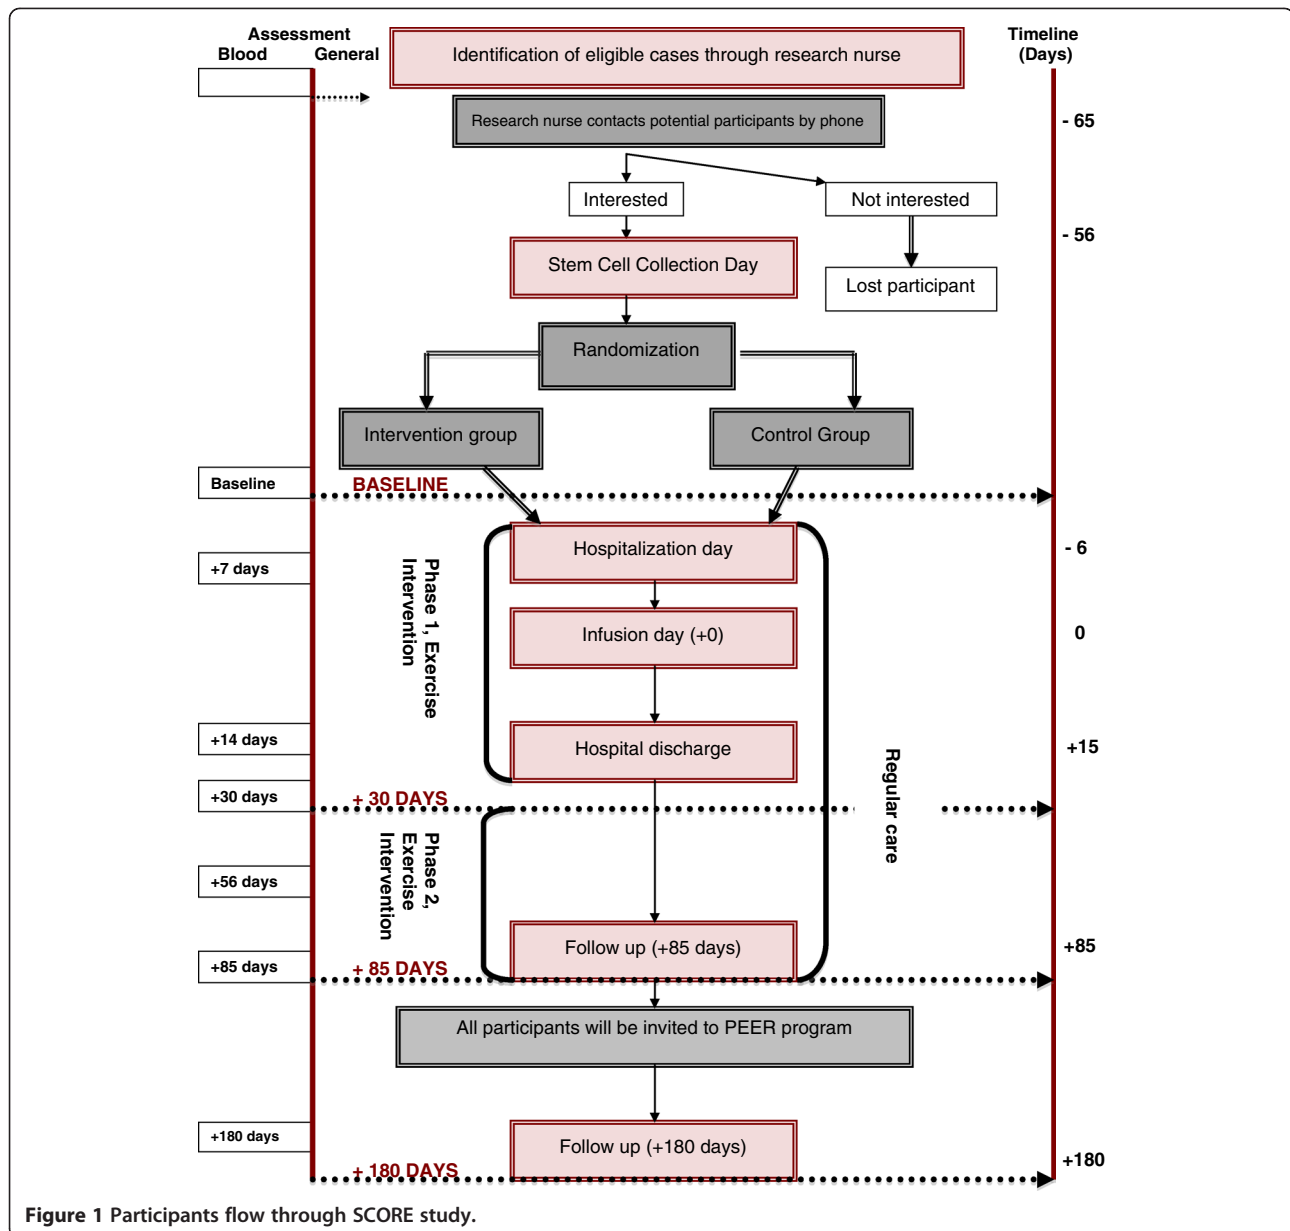 Assessment
Blood General
Timeline
(Days)
Identification of eligible cases through research nurse
Research nurse contacts potential participants by phone
- 65
Interested
Not interested
- 56
Stem Cell Collection Day
Lost participant
Randomization
Intervention group
Control Group
Baseline
BASELINE
Hospitalization day
- 6
+7 days
Phase 1, Exercise
Intervention
Infusion day (+0)
0
+14 days
Hospital discharge
+15
Regular care
+30 days
+ 30 DAYS
Phase 2,
Exercise
Intervention
+56 days
Follow up (+85 days)
+85
+85 days
+ 85 DAYS
All participants will be invited to PEER program
+180 days
Follow up (+180 days)
+180
+ 180 DAYS
Figure 1 Participants flow through SCORE study.